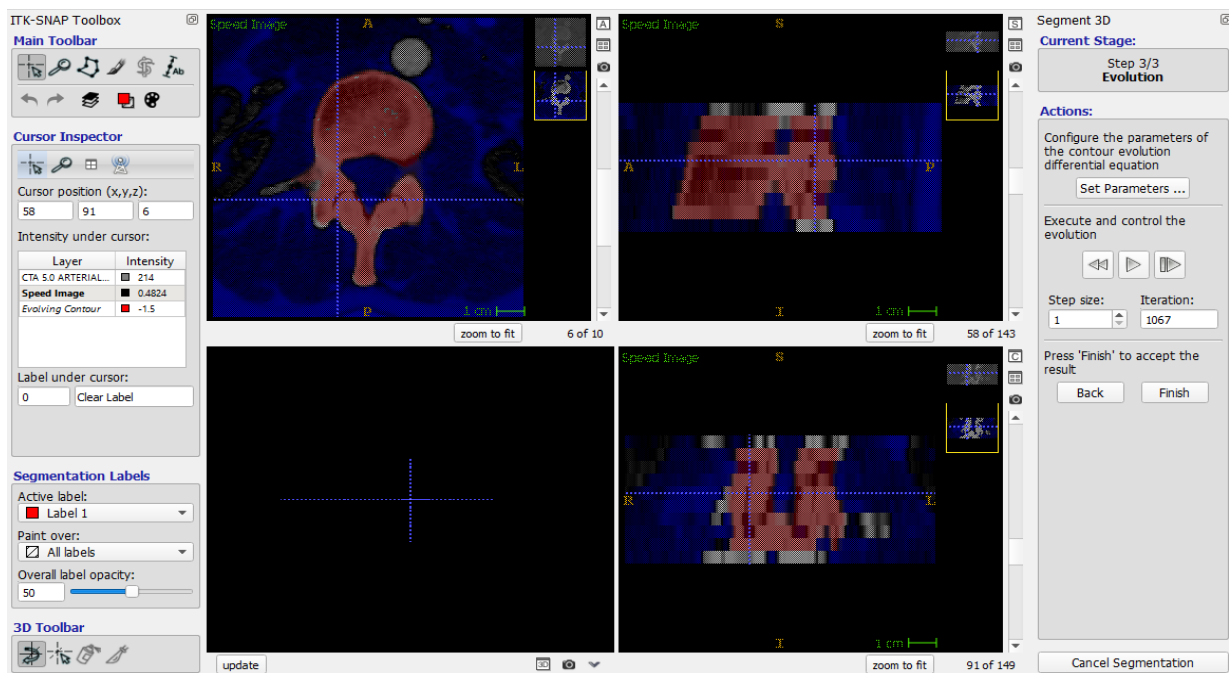 ITK-SNAP Toolbox
Main Toolbar
Ab
Cursor Inspector
Cursor position (x,y,z):
58 91 6
Intensity under cursor:
Layer Intensity
CTA 5.0 ARTERIAL... 214
Speed Image 0.4824
Evolving Contour -1.5
Label under cursor:
0 Clear Label
Segmentation Labels
Active label:
Label 1
Paint over:
All labels
Overall label opacity:
50
3D Toolbar
Speed Image
A
R
L
P
1 cm
A
zoom to fit 6 of 10
Speed Image
S
A
P
I
1 cm
S
zoom to fit 58 of 143
update
3D
Speed Image
S
R
L
I
1 cm
C
zoom to fit 91 of 149
Segment 3D
Current Stage:
Step 3/3
Evolution
Actions:
Configure the parameters of
the contour evolution
differential equation
Set Parameters ...
Execute and control the
evolution
Step size: Iteration:
1 1067
Press 'Finish' to accept the
result
Back Finish
Cancel Segmentation